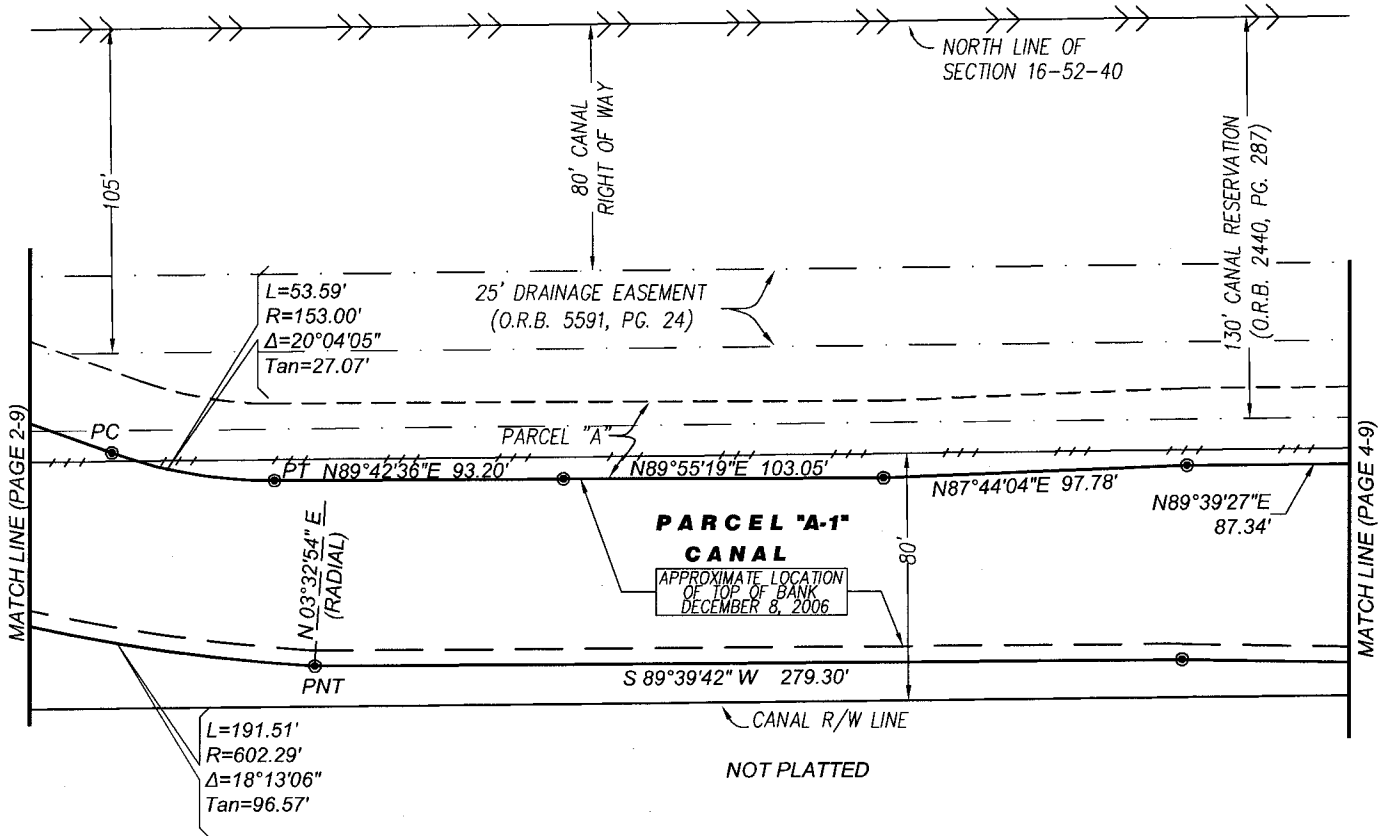 NORTH LINE OF
SECTION 16-52-40
105'
80' CANAL
RIGHT OF WAY
130' CANAL RESERVATION
(O.R.B. 2440, PG. 287)
L=53.59'
R=153.00'
Δ=20°04'05"
Tan=27.07'
25' DRAINAGE EASEMENT
(O.R.B. 5591, PG. 24)
MATCH LINE (PAGE 2-9)
PC
PARCEL "A"
PT N89°42'36"E 93.20'
N89°55'19"E 103.05'
N87°44'04"E 97.78'
N89°39'27"E
87.34'
MATCH LINE (PAGE 4-9)
N 03°32'54" E
(RADIAL)
PARCEL "A-1"
CANAL
80'
APPROXIMATE LOCATION
OF TOP OF BANK
DECEMBER 8, 2006
PNT
S 89°39'42" W 279.30'
CANAL R/W LINE
L=191.51'
R=602.29'
Δ=18°13'06"
Tan=96.57'
NOT PLATTED